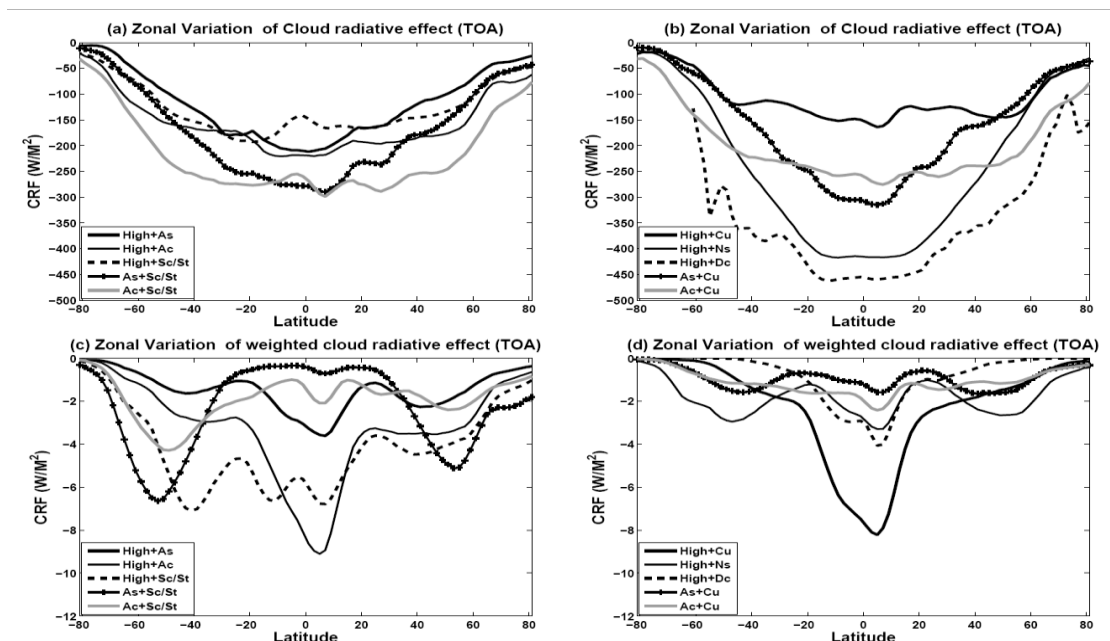 (a) Zonal Variation of Cloud radiative effect (TOA)
0
−50
−100
−150
−200
−250
−300
−350
−400
−450
−500
CRF (W/M²)
High+As
High+Ac
High+Sc/St
As+Sc/St
Ac+Sc/St
−80 −60 −40 −20 0 20 40 60 80
Latitude
(b) Zonal Variation of Cloud radiative effect (TOA)
0
−50
−100
−150
−200
−250
−300
−350
−400
−450
−500
CRF (W/M²)
High+Cu
High+Ns
High+Dc
As+Cu
Ac+Cu
−80 −60 −40 −20 0 20 40 60 80
Latitude
(c) Zonal Variation of weighted cloud radiative effect (TOA)
0
−2
−4
−6
−8
−10
−12
CRF (W/M²)
High+As
High+Ac
High+Sc/St
As+Sc/St
Ac+Sc/St
−80 −60 −40 −20 0 20 40 60 80
Latitude
(d) Zonal Variation of weighted cloud radiative effect (TOA)
0
−2
−4
−6
−8
−10
−12
CRF (W/M²)
High+Cu
High+Ns
High+Dc
As+Cu
Ac+Cu
−80 −60 −40 −20 0 20 40 60 80
Latitude